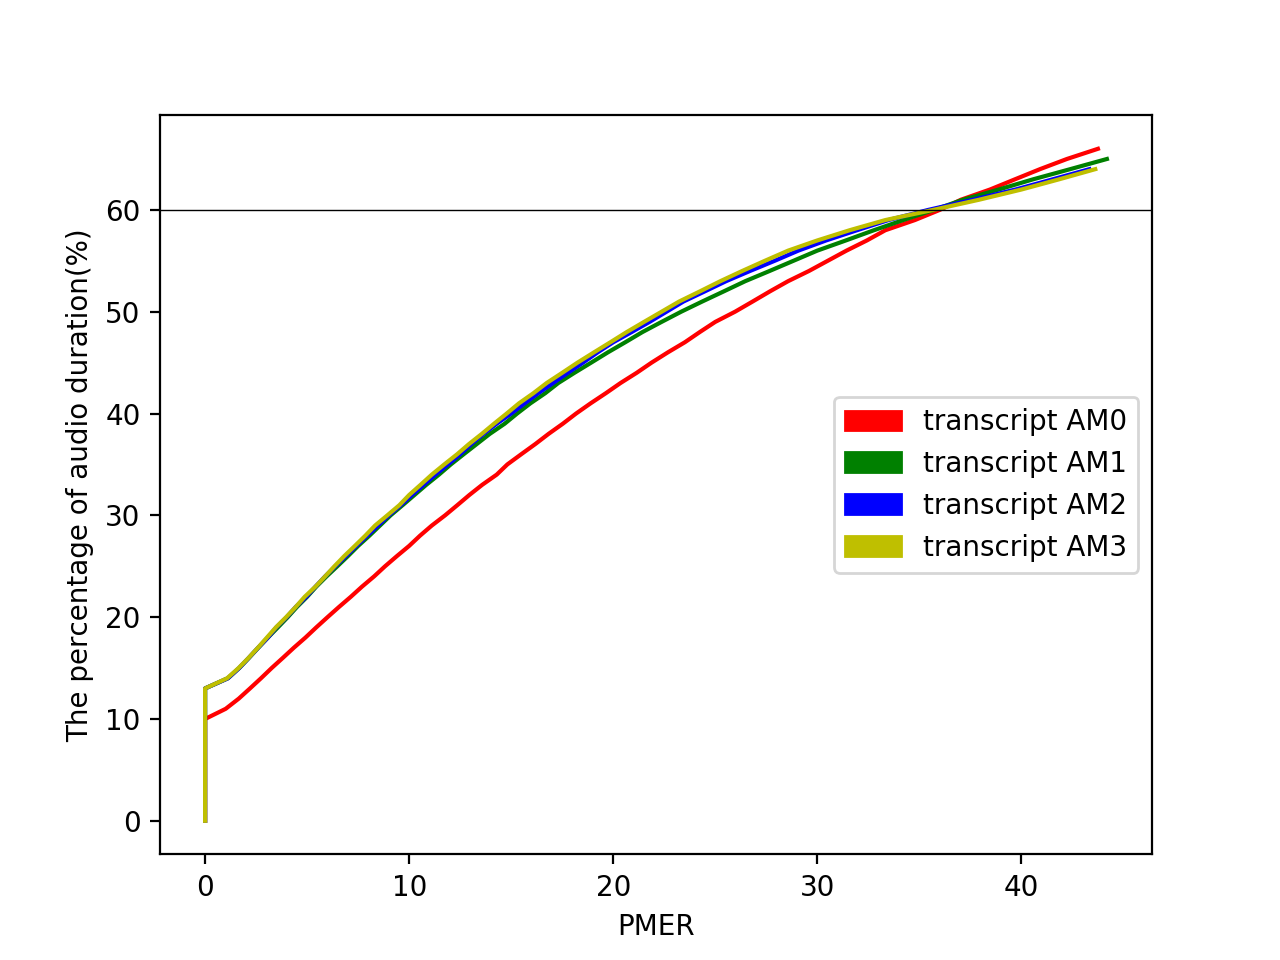 The percentage of audio duration(%)
60
50
40
30
20
10
0
transcript AM0
transcript AM1
transcript AM2
transcript AM3
0 10 20 30 40
PMER